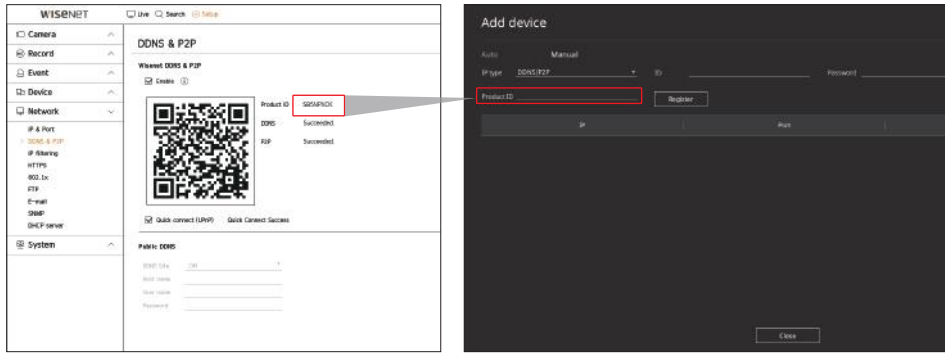 WISENET
Live Search Setup
Camera
Record
Event
Device
Network
IP & Port
DDNS & P2P
IP filtering
HTTPS
802.1x
FTP
E-mail
SNMP
DHCP server
System
DDNS & P2P
Wisenet DDNS & P2P
Enable
Product ID
DDNS Succeeded
P2P Succeeded
Quick connect (UPnP) Quick Connect Success
Public DDNS
DDNS Site Off
Host name
User name
Password
Add device
Auto Manual
IP type DDNS/P2P ID Password
Product ID Register
IP Port
Close